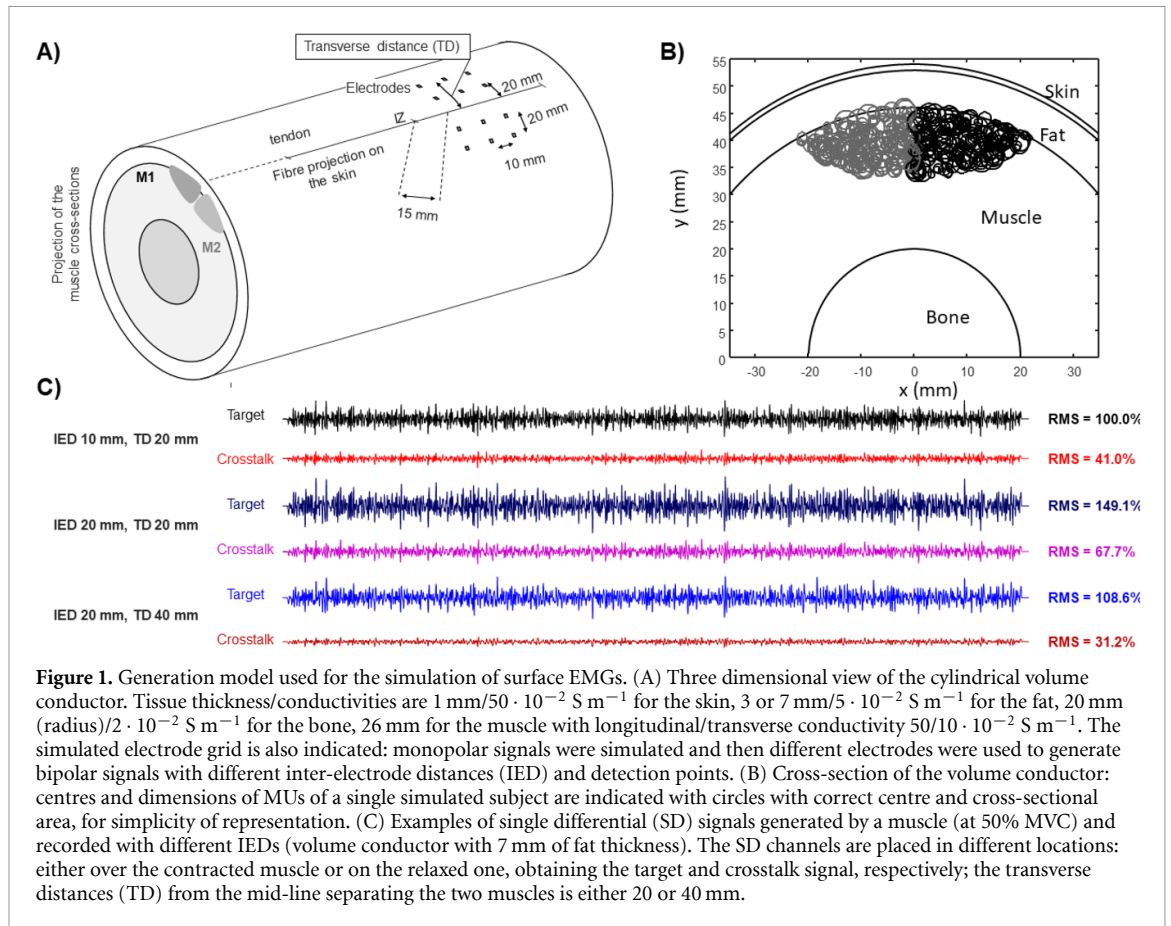 A)
Transverse distance (TD)
Electrodes
20 mm
IZ
20 mm
tendon
Fibre projection on
the skin
10 mm
15 mm
M1
M2
Projection of the
muscle cross-sections
B)
55
50
45
40
35
30
25
20
15
10
5
0
y (mm)
Skin
Fat
Muscle
Bone
-30 -20 -10 0 10 20 30
x (mm)
C)
Target
RMS = 100.0%
IED 10 mm, TD 20 mm
Crosstalk
RMS = 41.0%
Target
RMS = 149.1%
IED 20 mm, TD 20 mm
Crosstalk
RMS = 67.7%
Target
RMS = 108.6%
IED 20 mm, TD 40 mm
Crosstalk
RMS = 31.2%
Figure 1. Generation model used for the simulation of surface EMGs. (A) Three dimensional view of the cylindrical volume
conductor. Tissue thickness/conductivities are 1 mm/50 · 10⁻² S m⁻¹ for the skin, 3 or 7 mm/5 · 10⁻² S m⁻¹ for the fat, 20 mm
(radius)/2 · 10⁻² S m⁻¹ for the bone, 26 mm for the muscle with longitudinal/transverse conductivity 50/10 · 10⁻² S m⁻¹. The
simulated electrode grid is also indicated: monopolar signals were simulated and then different electrodes were used to generate
bipolar signals with different inter-electrode distances (IED) and detection points. (B) Cross-section of the volume conductor:
centres and dimensions of MUs of a single simulated subject are indicated with circles with correct centre and cross-sectional
area, for simplicity of representation. (C) Examples of single differential (SD) signals generated by a muscle (at 50% MVC) and
recorded with different IEDs (volume conductor with 7 mm of fat thickness). The SD channels are placed in different locations:
either over the contracted muscle or on the relaxed one, obtaining the target and crosstalk signal, respectively; the transverse
distances (TD) from the mid-line separating the two muscles is either 20 or 40 mm.